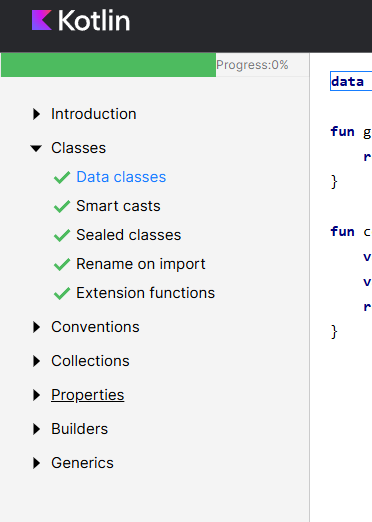 Kotlin
Progress:0%
Introduction
Classes
Data classes
Smart casts
Sealed classes
Rename on import
Extension functions
Conventions
Collections
Properties
Builders
Generics
data
fun g
r
}
fun c
v
v
r
}